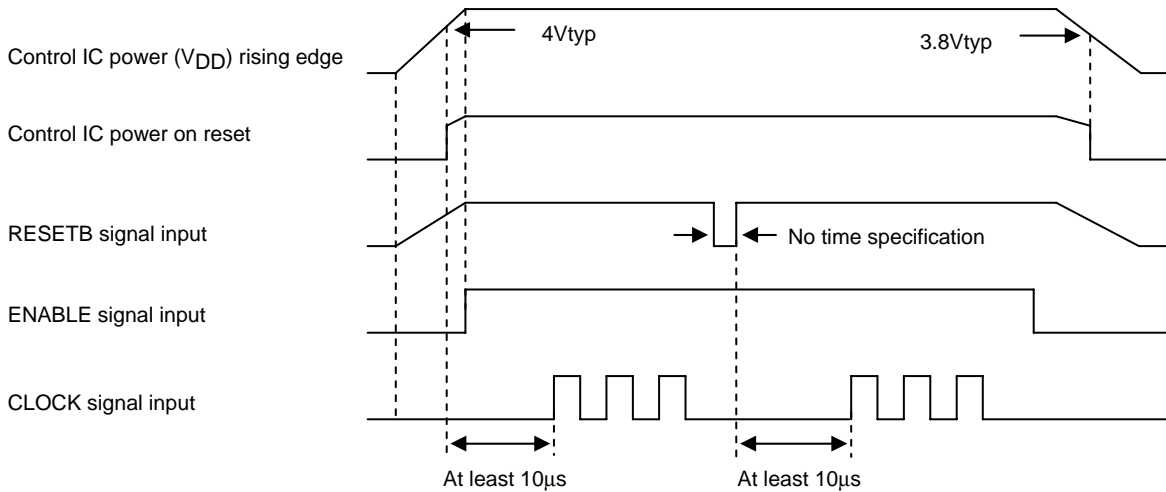 4Vtyp
3.8Vtyp
Control IC power (VDD) rising edge
Control IC power on reset
RESETB signal input
No time specification
ENABLE signal input
CLOCK signal input
At least 10μs
At least 10μs